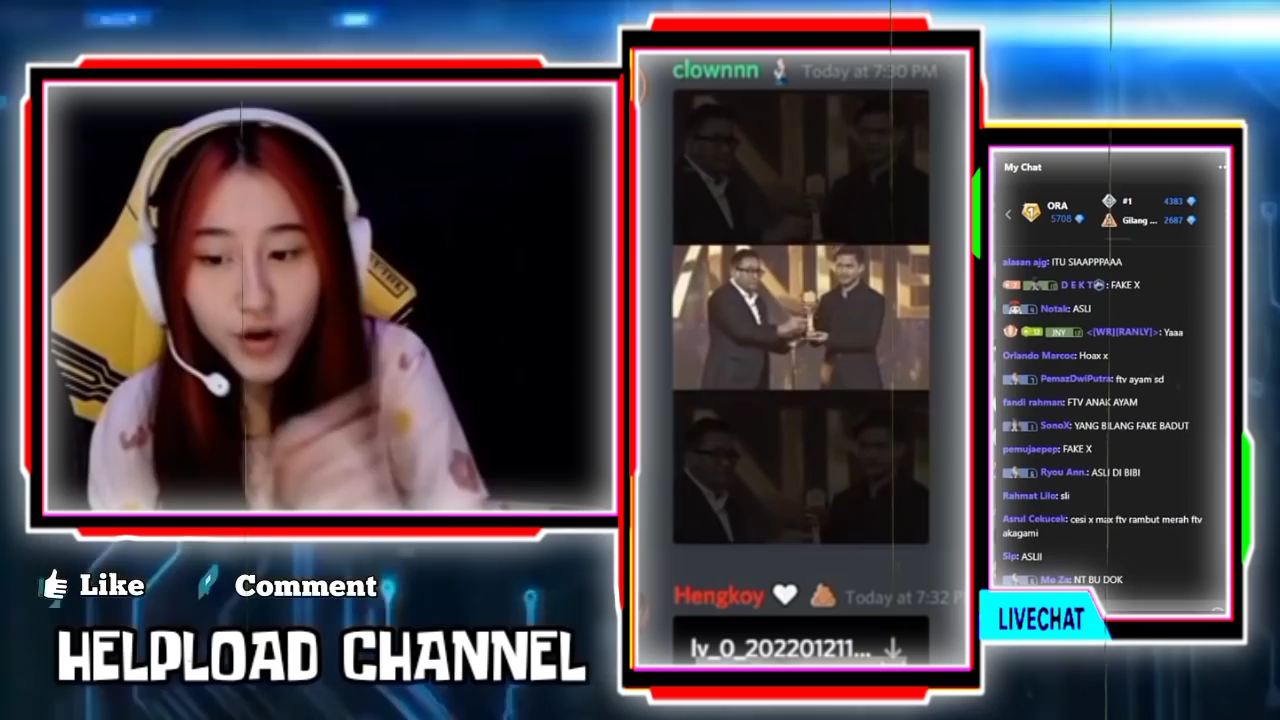 clownnn Today at 7:30 PM
Hengkoy Today at 7:32 P
lv_0_202201211...
My Chat
ORA
5708
#1 4383
Gilang ... 2687
alasan ajg: ITU SIAAPPPAAA
D E K T: FAKE X
Notak: ASLI
JNY <[WR][RANLY]>: Yaaa
Orlando Marcoc: Hoax x
PemazDwiPutra: ftv ayam sd
fandi rahman: FTV ANAK AYAM
SonoX: YANG BILANG FAKE BADUT
pemujaepep: FAKE X
Ryou Ann.: ASLI DI BIBI
Rahmat Lilo: sli
Asrul Cekucek: cesi x max ftv rambut merah ftv
akagami
Sip: ASLII
Mo Za: NT BU DOK
LIVECHAT
Like Comment
HELPLOAD CHANNEL